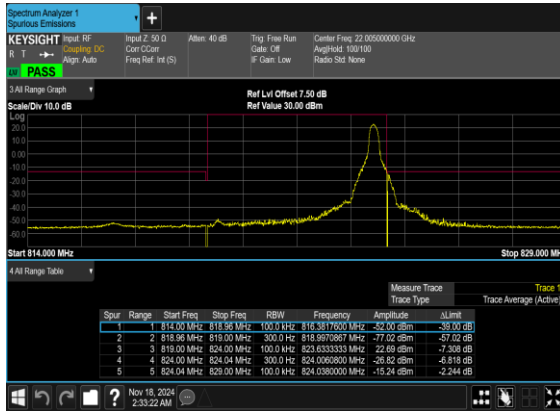 Spectrum Analyzer 1
Spurious Emissions
KEYSIGHT Input: RF Input Z: 50 Ω Atten: 40 dB Trig: Free Run Center Freq: 22.005000000 GHz
R T Coupling: DC Corr CCorr Gate: Off Avg|Hold: 100/100
Align: Auto Freq Ref: Int (S) IF Gain: Low Radio Std: None
PASS
3 All Range Graph
Ref Lvl Offset 7.50 dB
Scale/Div 10.0 dB Ref Value 30.00 dBm
Log
20.0
10.0
0.00
-10.0
-20.0
-30.0
-40.0
-50.0
-60.0
Start 814.000 MHz Stop 829.000 MH
4 All Range Table
Measure Trace Trace 1
Trace Type Trace Average (Active)
Spur Range Start Freq Stop Freq RBW Frequency Amplitude ΔLimit
1 1 814.00 MHz 818.96 MHz 100.0 kHz 816.3817600 MHz -52.00 dBm -39.00 dB
2 2 818.96 MHz 819.00 MHz 300.0 Hz 818.9970867 MHz -77.02 dBm -57.02 dB
3 3 819.00 MHz 824.00 MHz 100.0 kHz 823.6333333 MHz 22.69 dBm -7.308 dB
4 4 824.00 MHz 824.04 MHz 300.0 Hz 824.0060800 MHz -26.82 dBm -6.818 dB
5 5 824.04 MHz 829.00 MHz 100.0 kHz 824.0380000 MHz -15.24 dBm -2.244 dB
Nov 18, 2024
2:33:22 AM